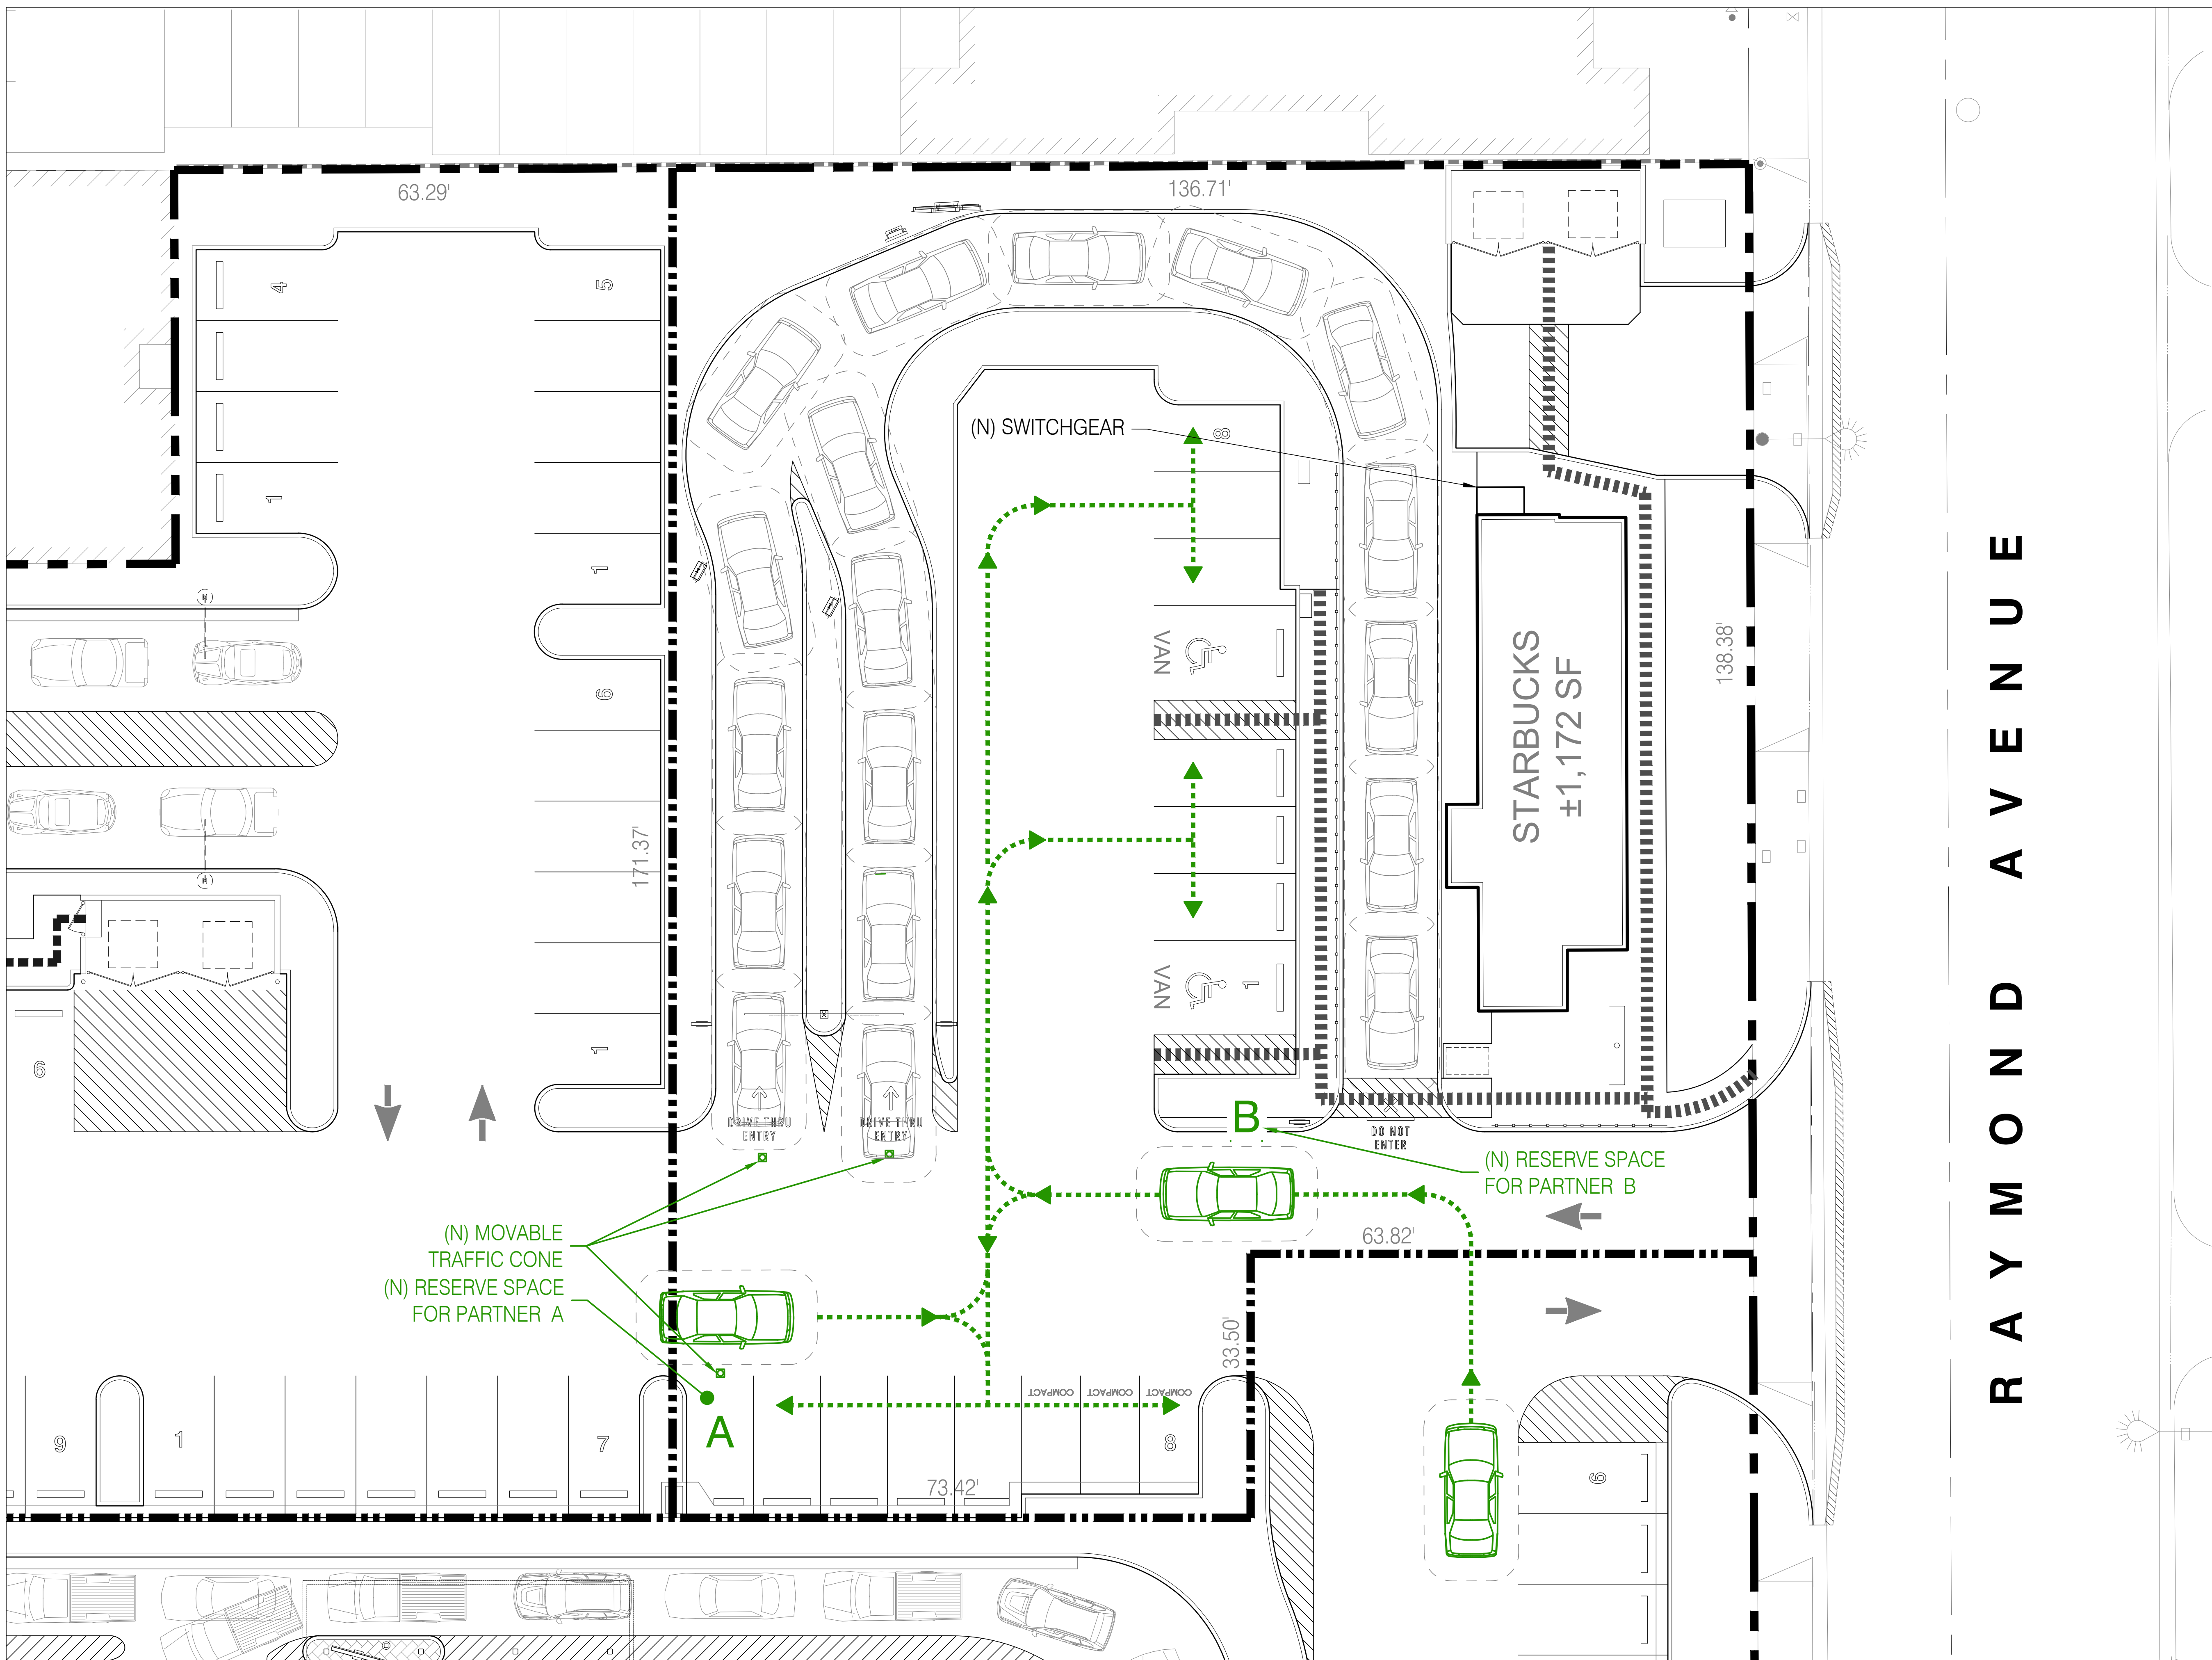 63.29'
136.71'
4
5
(N) SWITCHGEAR
8
1
1
VAN
6
STARBUCKS
±1,172 SF
138.38'
RAYMOND AVENUE
171.37'
VAN
1
6
1
DRIVE THRU
ENTRY
DRIVE THRU
ENTRY
B
DO NOT
ENTER
(N) RESERVE SPACE
FOR PARTNER B
63.82'
(N) MOVABLE
TRAFFIC CONE
(N) RESERVE SPACE
FOR PARTNER A
33.50'
COMPACT
COMPACT
COMPACT
A
9
1
7
8
6
73.42'